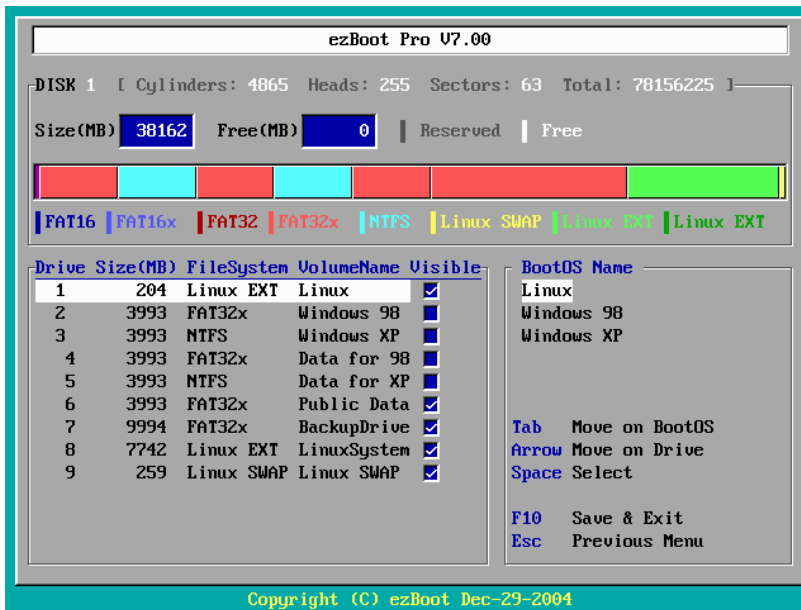 ezBoot Pro V7.00
DISK 1 [ Cylinders: 4865 Heads: 255 Sectors: 63 Total: 78156225 ]
Size(MB) 38162 Free(MB) 0 Reserved Free
FAT16 FAT16x FAT32 FAT32x NTFS Linux SWAP Linux EXT Linux EXT
Drive Size(MB) FileSystem VolumeName Visible
1 204 Linux EXT Linux
2 3993 FAT32x Windows 98
3 3993 NTFS Windows XP
4 3993 FAT32x Data for 98
5 3993 NTFS Data for XP
6 3993 FAT32x Public Data
7 9994 FAT32x BackupDrive
8 7742 Linux EXT LinuxSystem
9 259 Linux SWAP Linux SWAP
BootOS Name
Linux
Windows 98
Windows XP
Tab Move on BootOS
Arrow Move on Drive
Space Select
F10 Save & Exit
Esc Previous Menu
Copyright (C) ezBoot Dec-29-2004